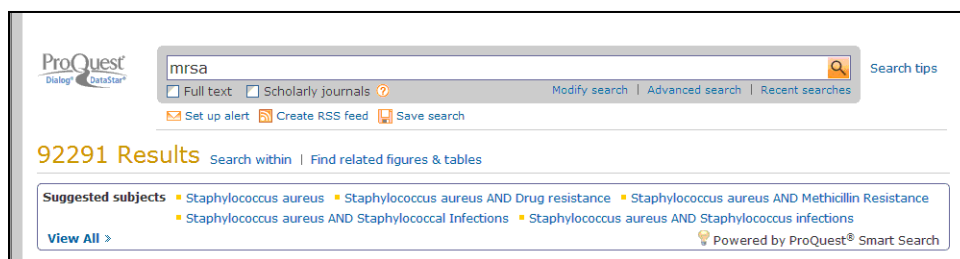 ProQuest
Dialog® DataStar®
mrsa
Search tips
Full text Scholarly journals ?
Modify search | Advanced search | Recent searches
Set up alert Create RSS feed Save search
92291 Results Search within | Find related figures & tables
Suggested subjects Staphylococcus aureus Staphylococcus aureus AND Drug resistance Staphylococcus aureus AND Methicillin Resistance
Staphylococcus aureus AND Staphylococcal Infections Staphylococcus aureus AND Staphylococcus infections
View All > Powered by ProQuest® Smart Search